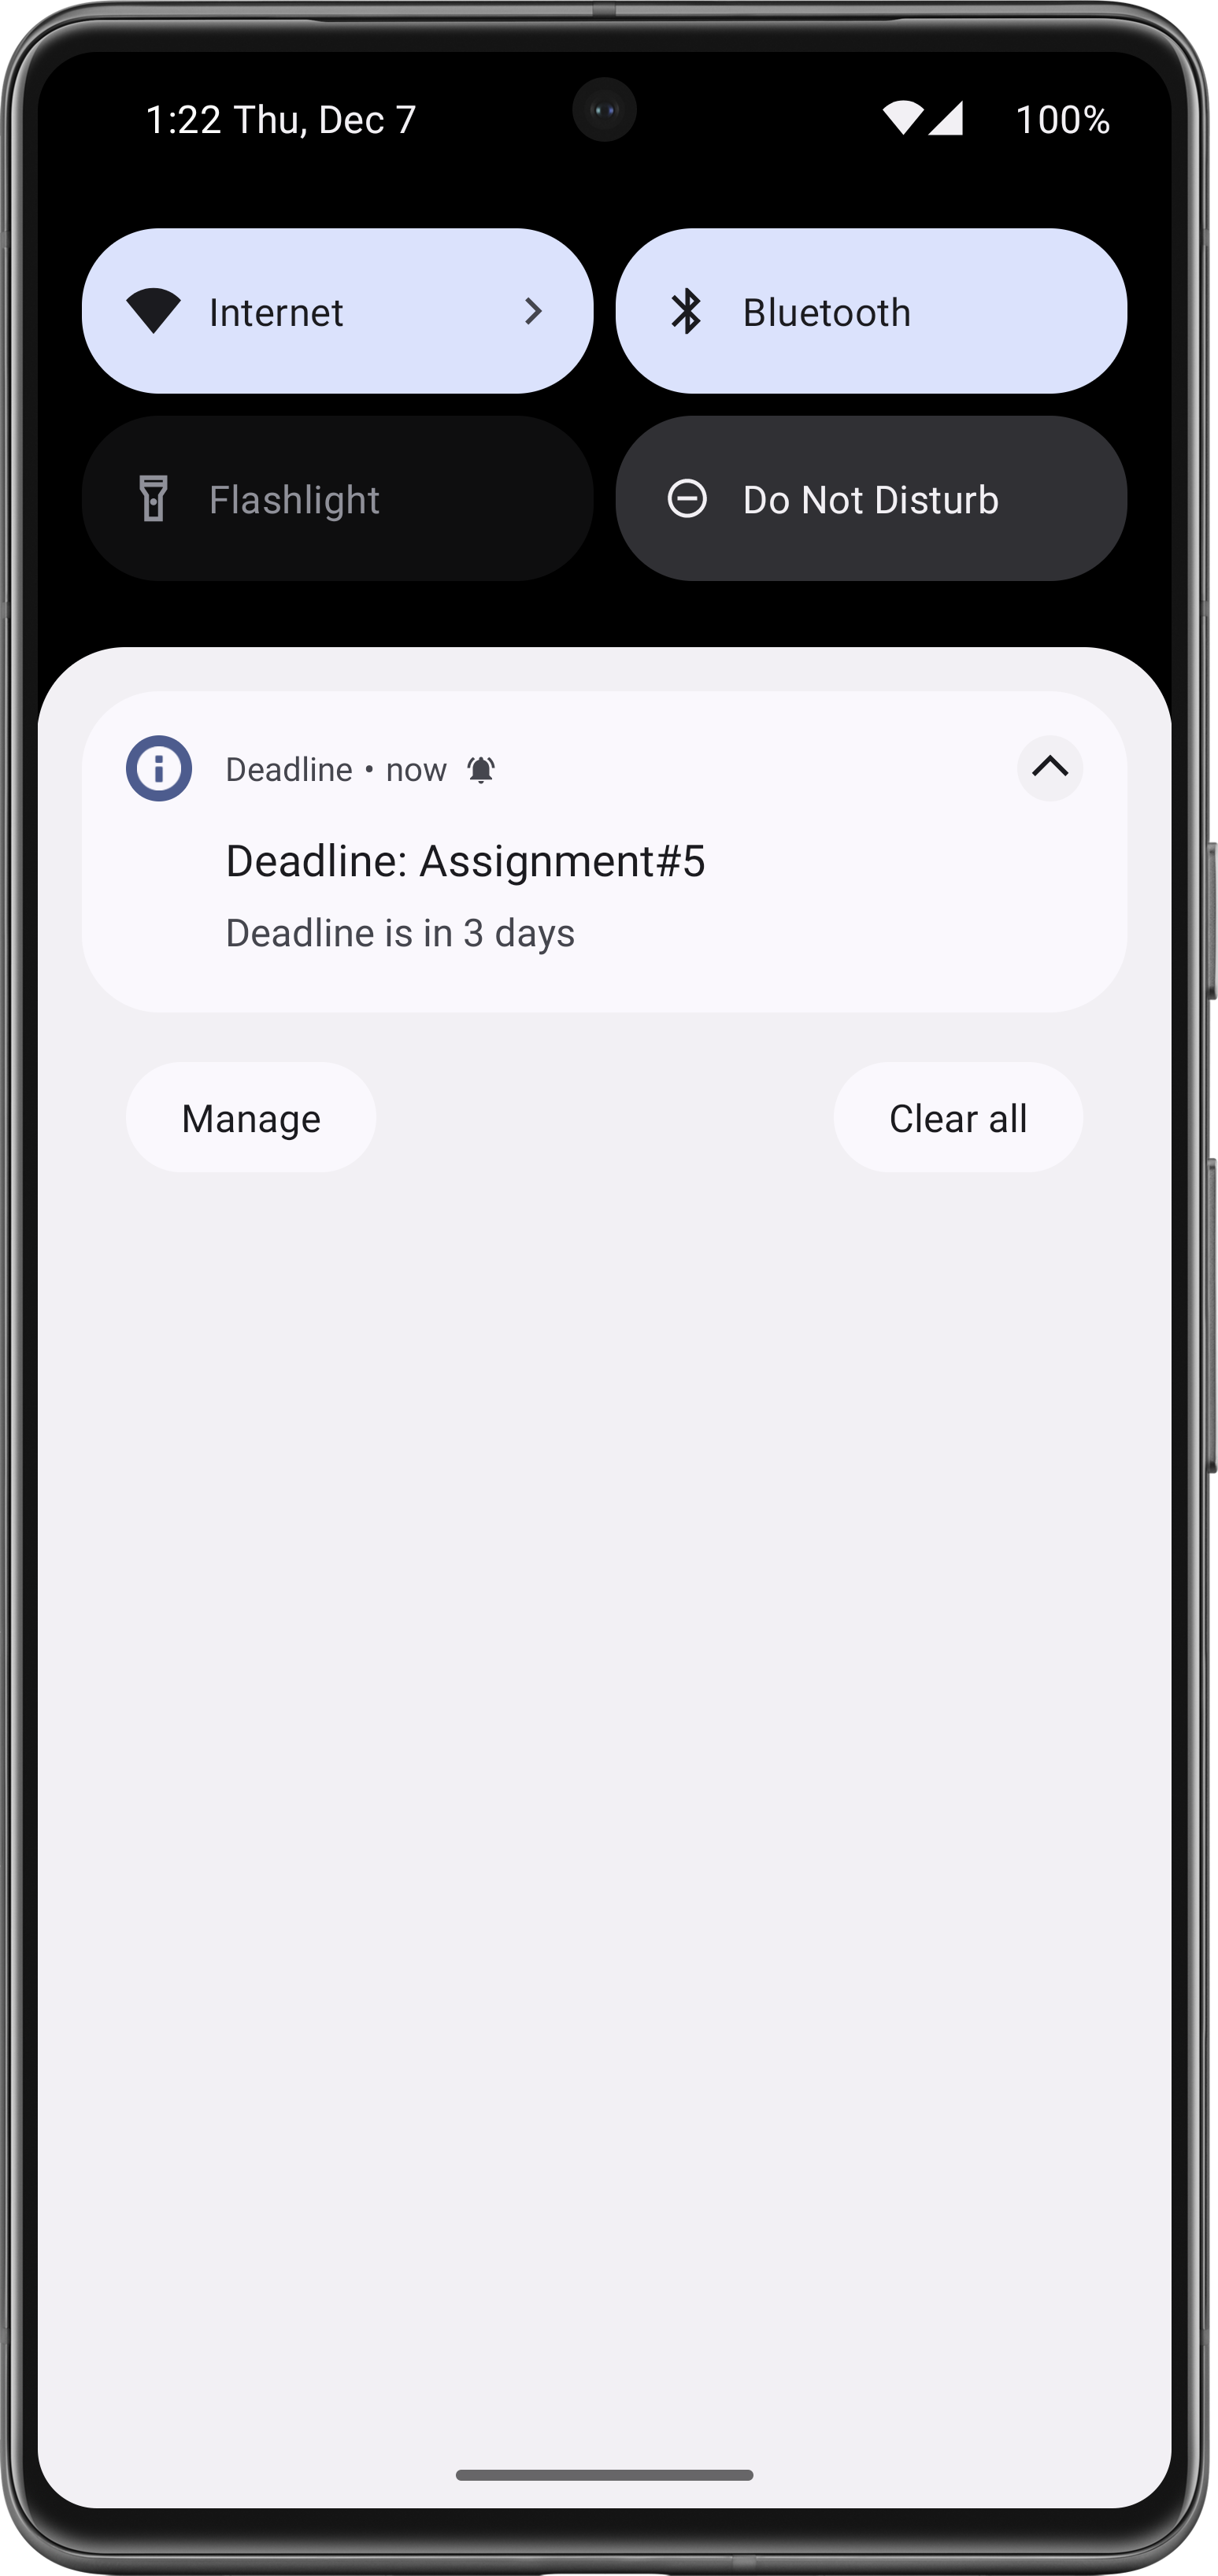 1:22 Thu, Dec 7 100%
Internet
Bluetooth
Flashlight
Do Not Disturb
Deadline • now
Deadline: Assignment#5
Deadline is in 3 days
Manage
Clear all